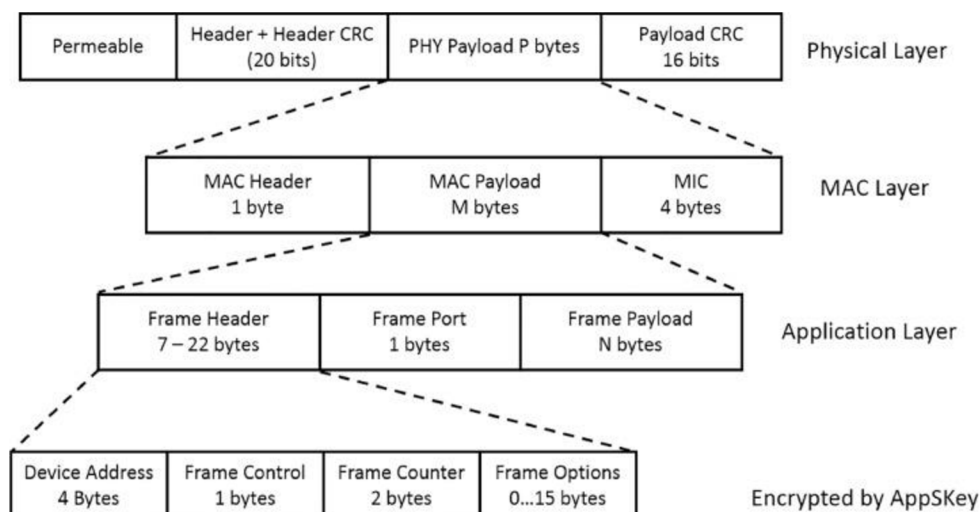 Permeable
Header + Header CRC
(20 bits)
PHY Payload P bytes
Payload CRC
16 bits
Physical Layer
MAC Header
1 byte
MAC Payload
M bytes
MIC
4 bytes
MAC Layer
Frame Header
7 – 22 bytes
Frame Port
1 bytes
Frame Payload
N bytes
Application Layer
Device Address
4 Bytes
Frame Control
1 bytes
Frame Counter
2 bytes
Frame Options
0...15 bytes
Encrypted by AppSKey